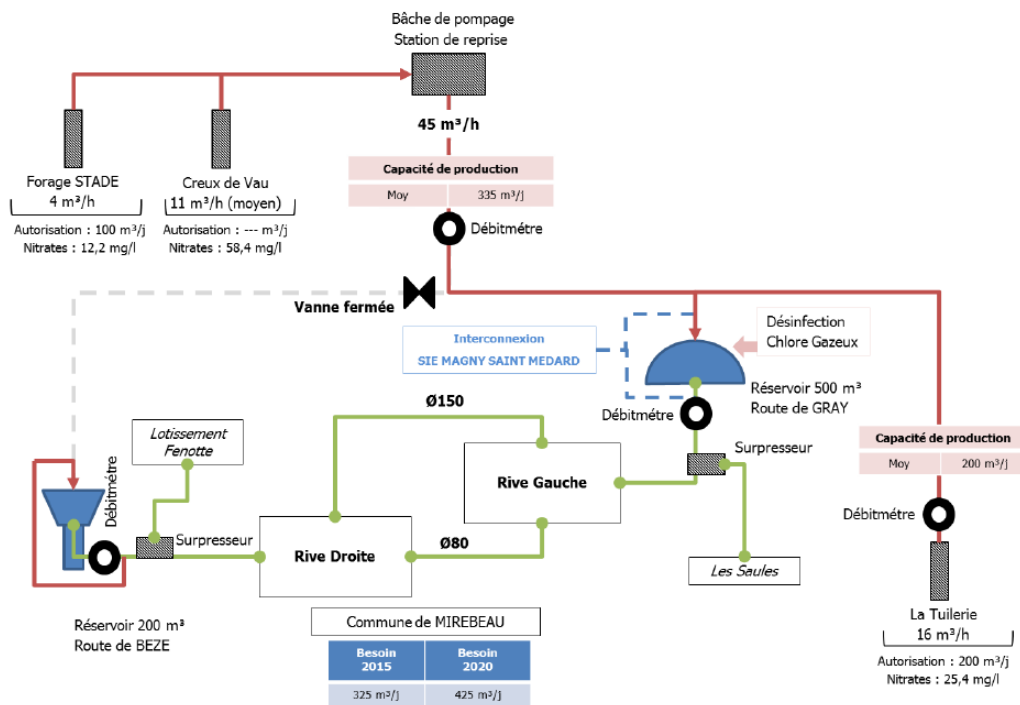 Bâche de pompage
Station de reprise
45 m³/h
Forage STADE
4 m³/h
Autorisation : 100 m³/j
Nitrates : 12,2 mg/l
Creux de Vau
11 m³/h (moyen)
Autorisation : --- m³/j
Nitrates : 58,4 mg/l
Capacité de production
Moy 335 m³/j
Débitmétre
Vanne fermée
Interconnexion
SIE MAGNY SAINT MEDARD
Désinfection
Chlore Gazeux
Réservoir 500 m³
Route de GRAY
Débitmétre
Surpresseur
Ø150
Lotissement
Fenotte
Capacité de production
Moy 200 m³/j
Débitmétre
Rive Gauche
Débitmétre
Surpresseur
Rive Droite
Ø80
Les Saules
Réservoir 200 m³
Route de BEZE
Commune de MIREBEAU
Besoin
2015
Besoin
2020
325 m³/j 425 m³/j
La Tuilerie
16 m³/h
Autorisation : 200 m³/j
Nitrates : 25,4 mg/l